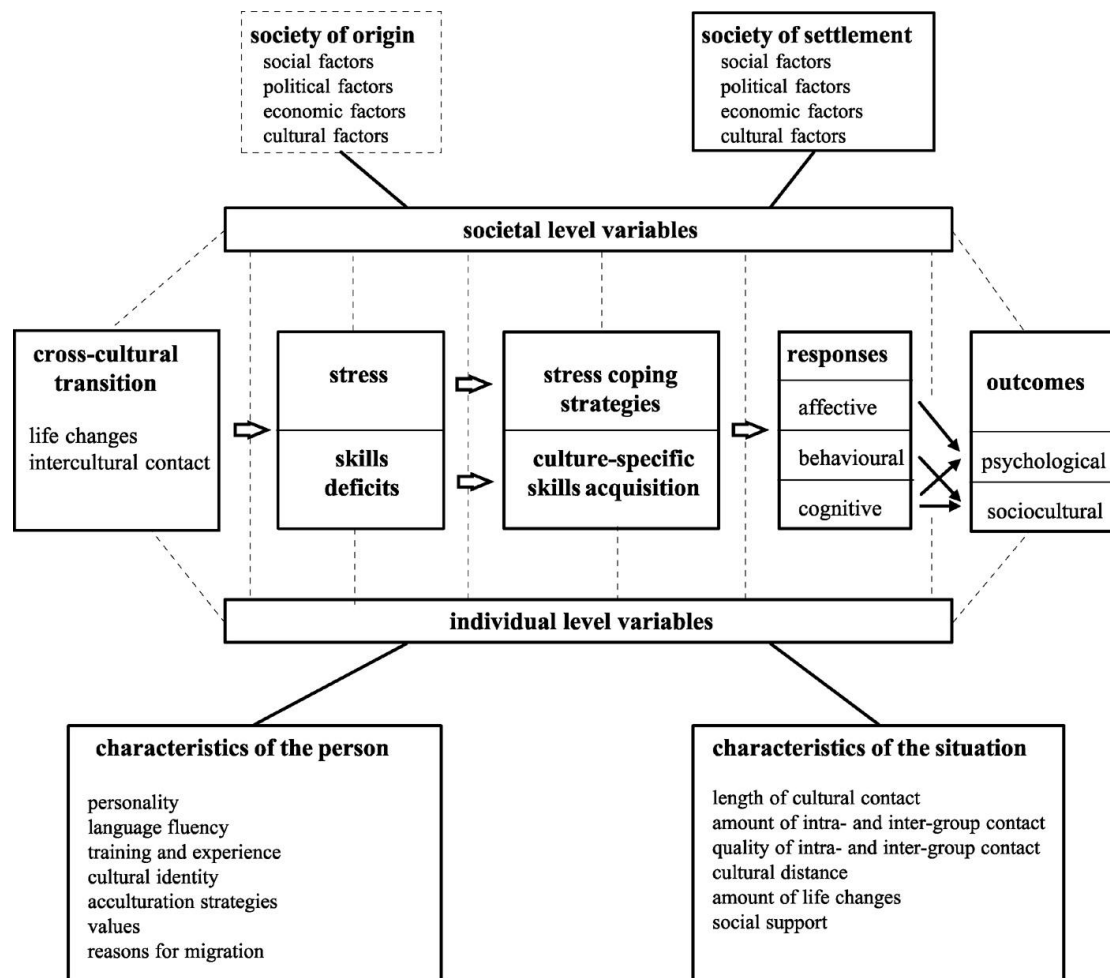 society of origin
social factors
political factors
economic factors
cultural factors
society of settlement
social factors
political factors
economic factors
cultural factors
societal level variables
cross-cultural
transition
life changes
intercultural contact
stress
skills
deficits
stress coping
strategies
culture-specific
skills acquisition
responses
affective
behavioural
cognitive
outcomes
psychological
sociocultural
individual level variables
characteristics of the person
personality
language fluency
training and experience
cultural identity
acculturation strategies
values
reasons for migration
characteristics of the situation
length of cultural contact
amount of intra- and inter-group contact
quality of intra- and inter-group contact
cultural distance
amount of life changes
social support